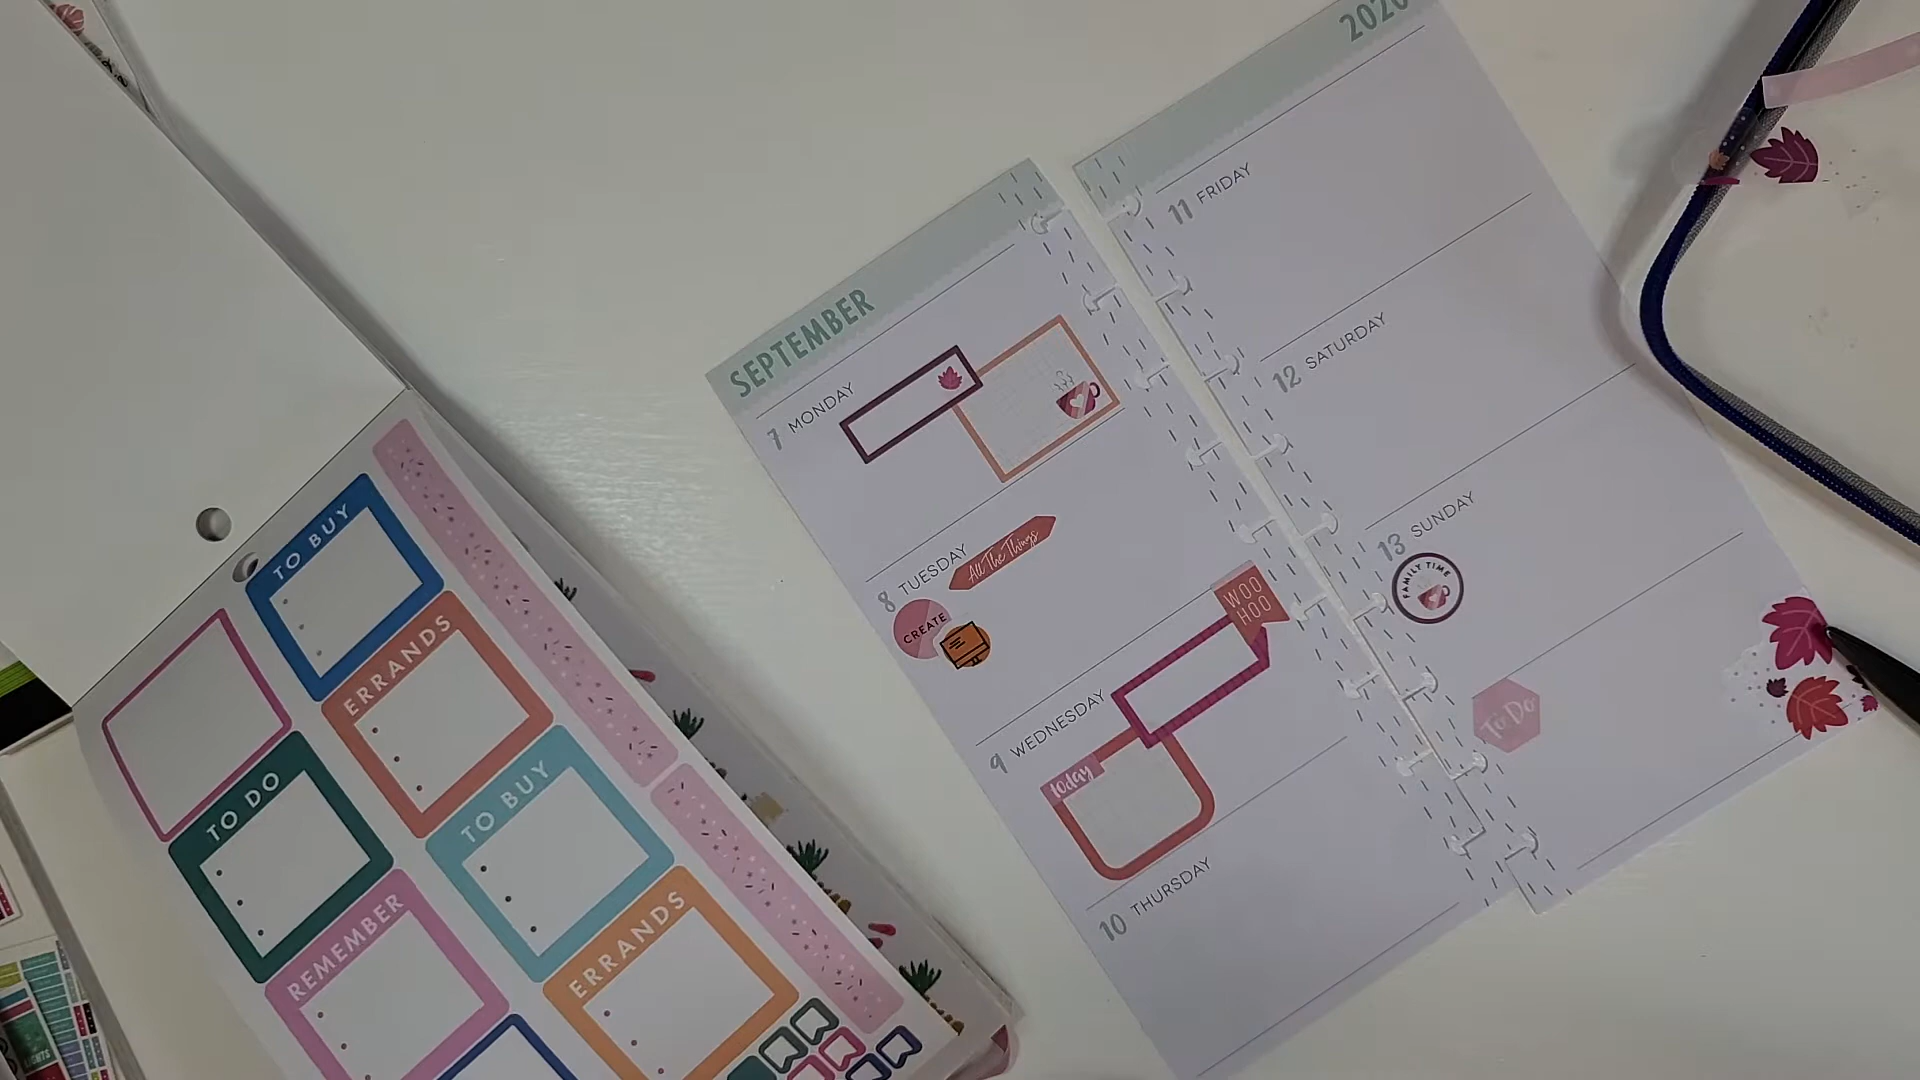 TO BUY
ERRANDS
TO DO
TO BUY
REMEMBER
ERRANDS
SEPTEMBER
7 MONDAY
8 TUESDAY
All The Things
CREATE
WOO
HOO
9 WEDNESDAY
today
10 THURSDAY
2020
11 FRIDAY
12 SATURDAY
13 SUNDAY
FAMILY TIME
To Do